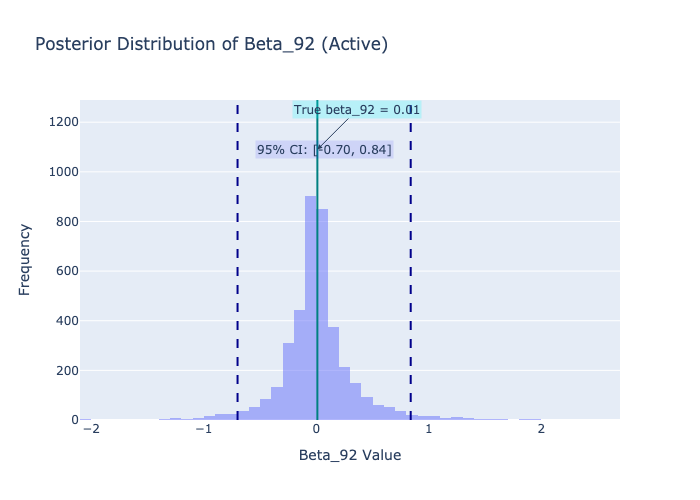 Posterior Distribution of Beta_92 (Active)
True beta_92 = 0.01
95% CI: [-0.70, 0.84]
1200
1000
800
600
400
200
0
Frequency
−2
−1
0
1
2
Beta_92 Value